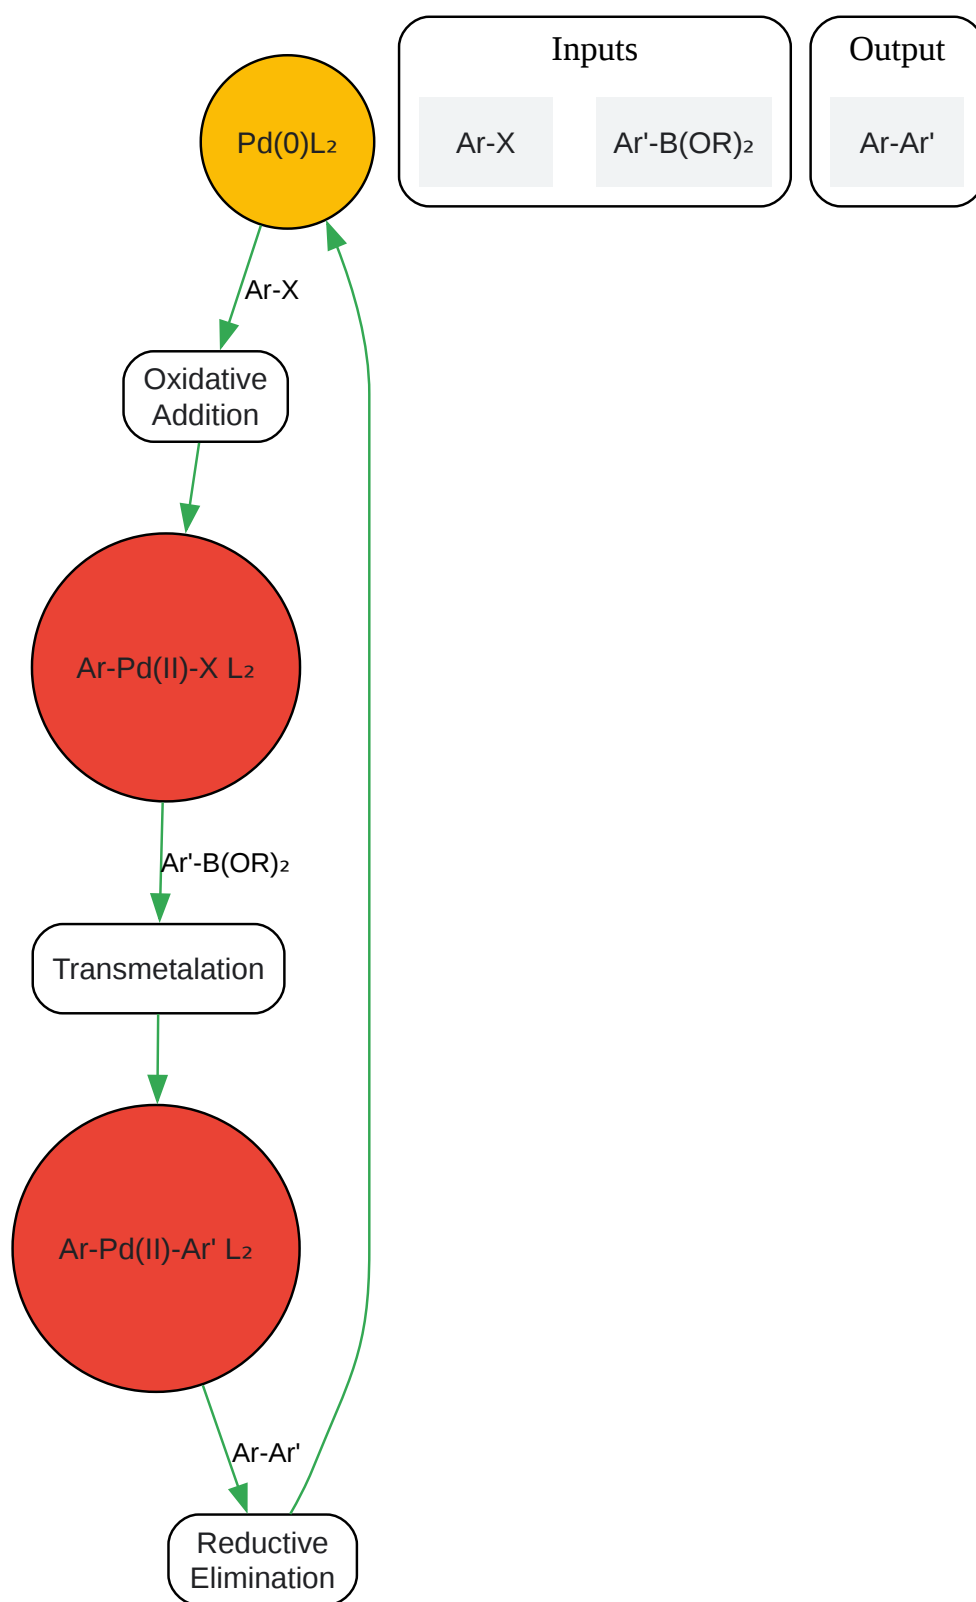 Inputs
Output
Pd(0)L₂
Ar-X
Ar'-B(OR)₂
Ar-Ar'
Ar-X
Oxidative
Addition
Ar-Pd(II)-X L₂
Ar'-B(OR)₂
Transmetalation
Ar-Pd(II)-Ar' L₂
Ar-Ar'
Reductive
Elimination